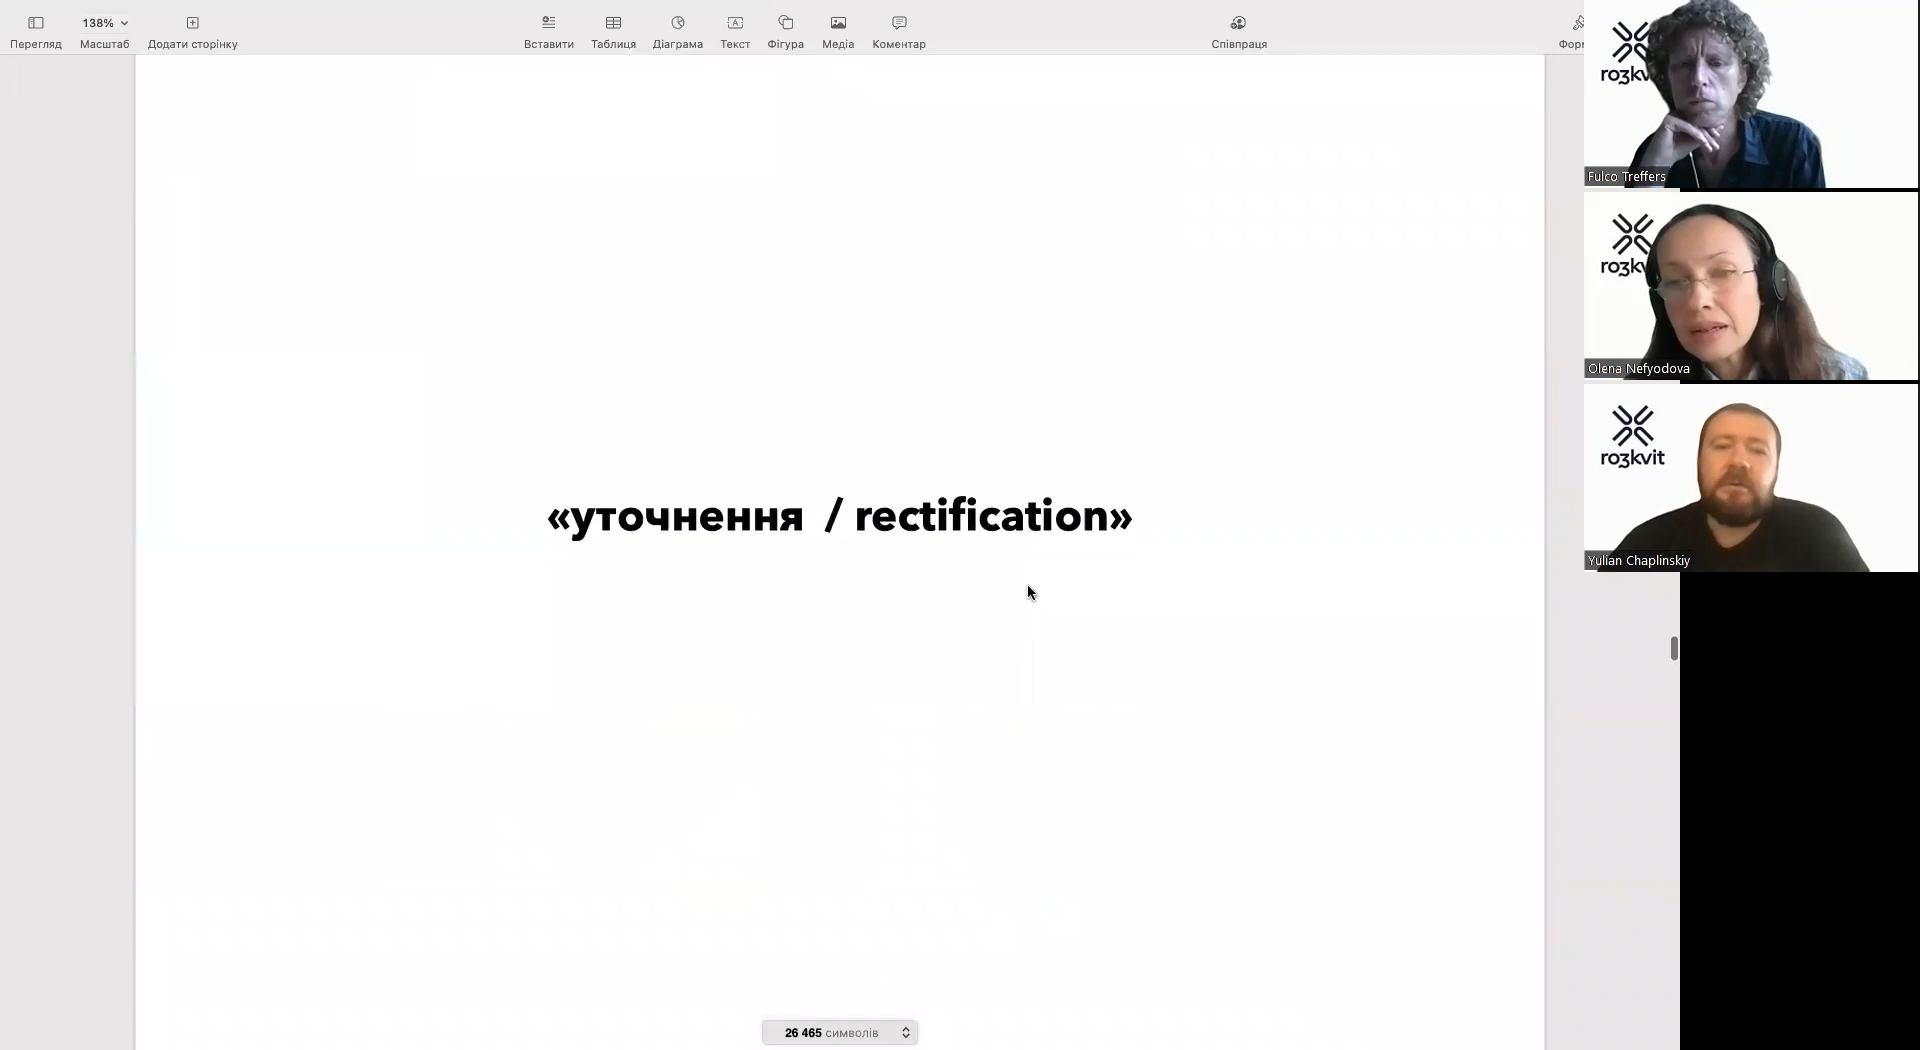 138%
Перегляд
Масштаб
Додати сторінку
Вставити
Таблиця
Діаграма
Текст
Фігура
Медіа
Коментар
Співпраця
«уточнення / rectification»
26 465 символів
Fulco Treffers
Olena Nefyodova
roзkvit
Yulian Chaplinskiy